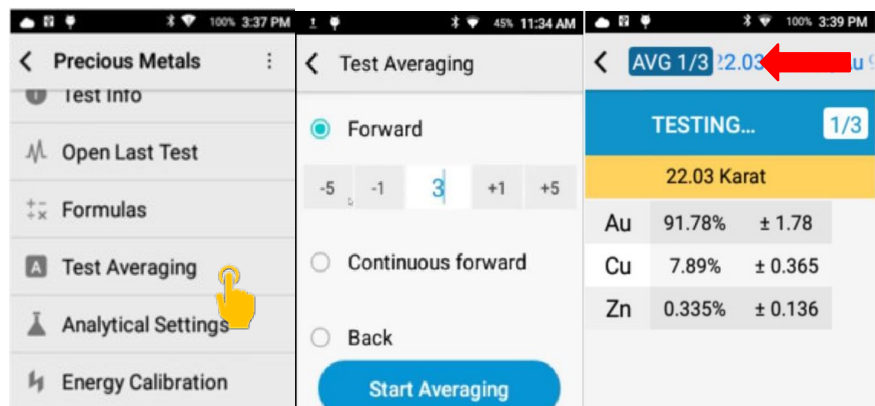 100% 3:37 PM
Precious Metals
Test Info
Open Last Test
Formulas
A Test Averaging
Analytical Settings
Energy Calibration
45% 11:34 AM
Test Averaging
Forward
-5 -1 3 +1 +5
Continuous forward
Back
Start Averaging
100% 3:39 PM
AVG 1/3 22.03 u 9
TESTING... 1/3
22.03 Karat
Au 91.78% ± 1.78
Cu 7.89% ± 0.365
Zn 0.335% ± 0.136